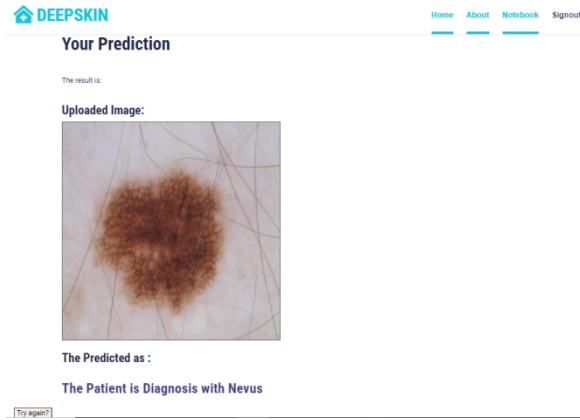 DEEPSKIN
Home About Notebook Signout
Your Prediction
The result is:
Uploaded Image:
The Predicted as :
The Patient is Diagnosis with Nevus
Try again?